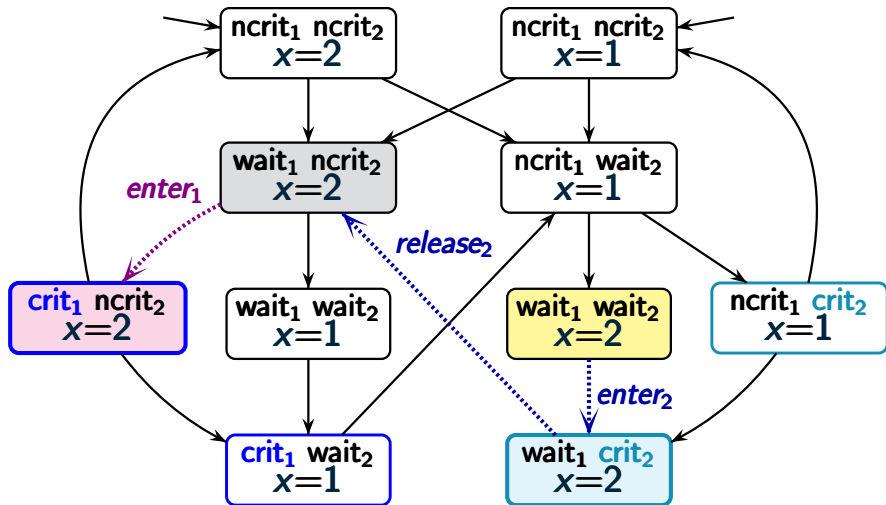 ncrit₁ ncrit₂
x=2
ncrit₁ ncrit₂
x=1
wait₁ ncrit₂
x=2
ncrit₁ wait₂
x=1
enter₁
release₂
crit₁ ncrit₂
x=2
wait₁ wait₂
x=1
wait₁ wait₂
x=2
ncrit₁ crit₂
x=1
enter₂
crit₁ wait₂
x=1
wait₁ crit₂
x=2